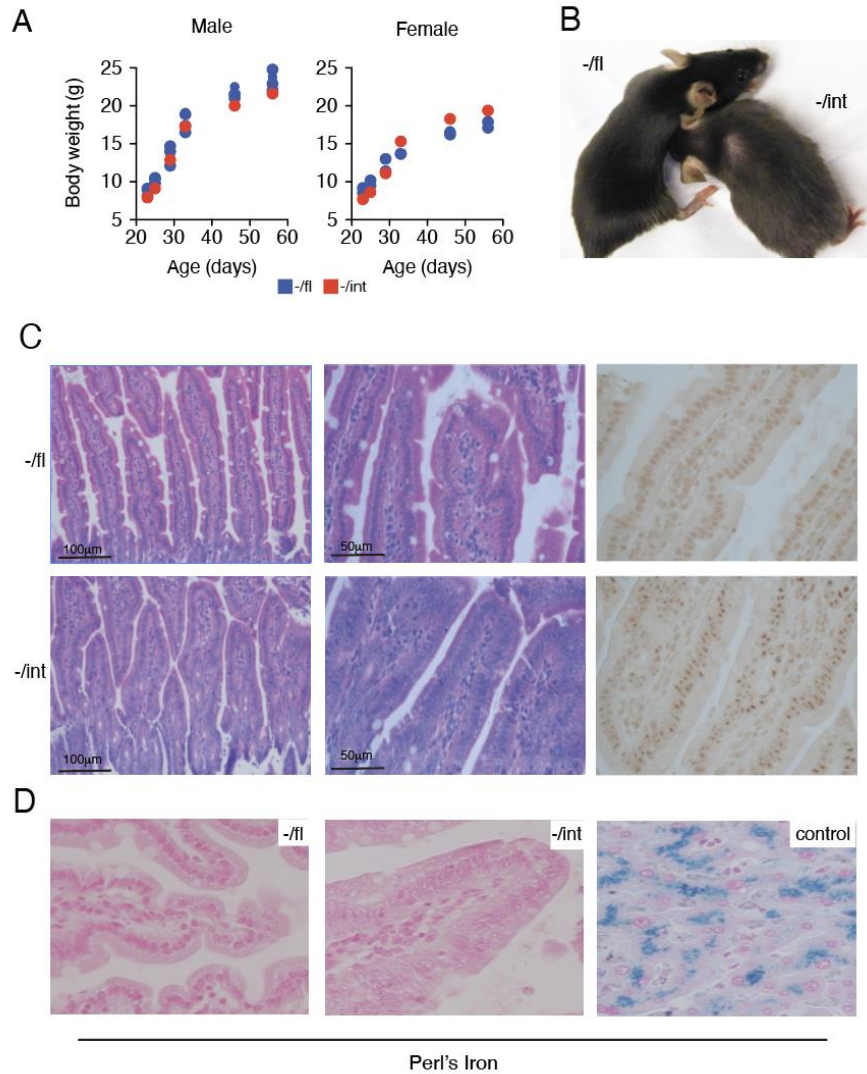 A
Male
Female
Body weight (g)
25
20
15
10
5
20 30 40 50 60
Age (days)
25
20
15
10
5
20 30 40 50 60
Age (days)
-/fl -/int
B
-/fl
-/int
C
-/fl
100μm
50μm
-/int
100μm
50μm
D
-/fl
-/int
control
Perl's Iron